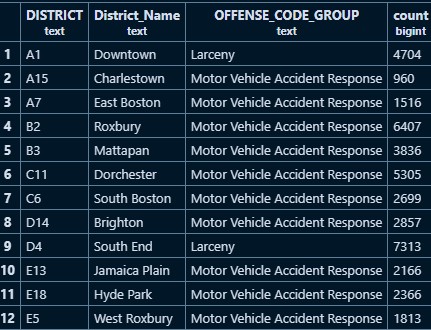 DISTRICT District_Name OFFENSE_CODE_GROUP count
text text text bigint
1 A1 Downtown Larceny 4704
2 A15 Charlestown Motor Vehicle Accident Response 960
3 A7 East Boston Motor Vehicle Accident Response 1516
4 B2 Roxbury Motor Vehicle Accident Response 6407
5 B3 Mattapan Motor Vehicle Accident Response 3836
6 C11 Dorchester Motor Vehicle Accident Response 5305
7 C6 South Boston Motor Vehicle Accident Response 2699
8 D14 Brighton Motor Vehicle Accident Response 2857
9 D4 South End Larceny 7313
10 E13 Jamaica Plain Motor Vehicle Accident Response 2166
11 E18 Hyde Park Motor Vehicle Accident Response 2366
12 E5 West Roxbury Motor Vehicle Accident Response 1813